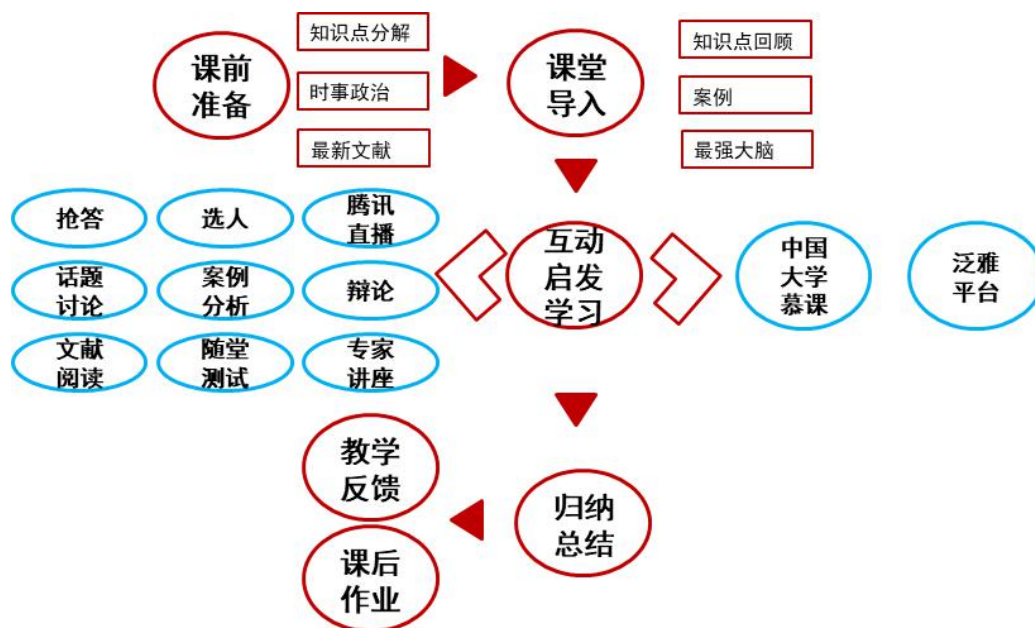 课前
准备
知识点分解
时事政治
最新文献
课堂
导入
知识点回顾
案例
最强大脑
抢答
选人
腾讯
直播
话题
讨论
案例
分析
辩论
文献
阅读
随堂
测试
专家
讲座
互动
启发
学习
中国
大学
慕课
泛雅
平台
归纳
总结
教学
反馈
课后
作业